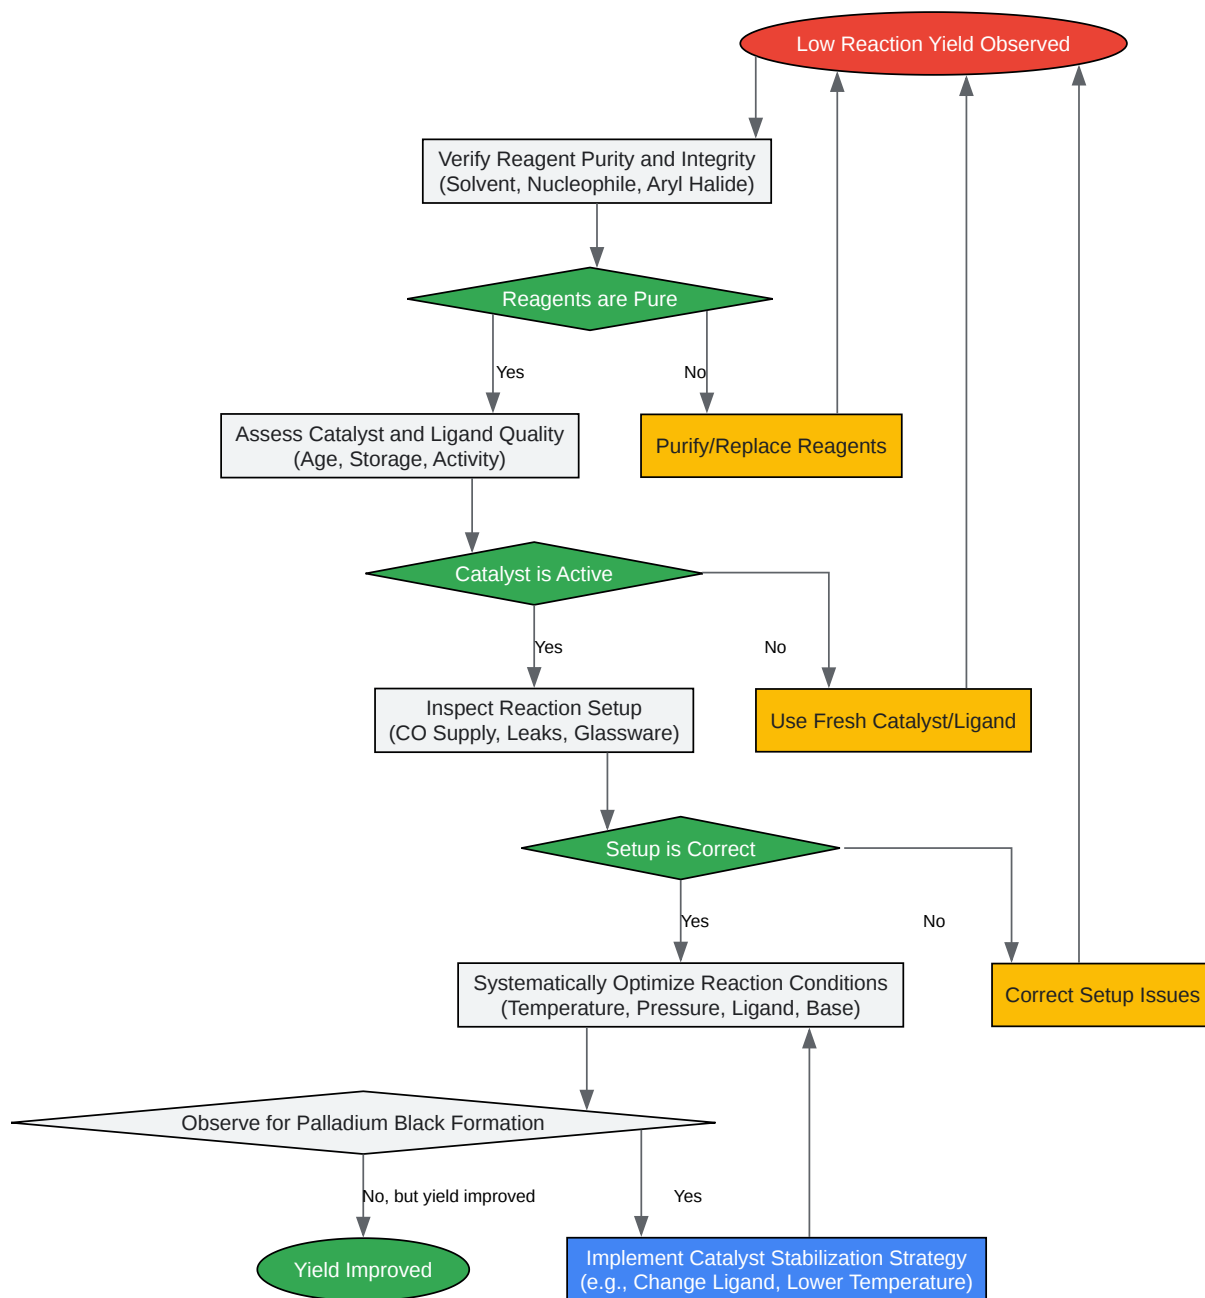 Low Reaction Yield Observed
Verify Reagent Purity and Integrity
(Solvent, Nucleophile, Aryl Halide)
Reagents are Pure
Yes
No
Assess Catalyst and Ligand Quality
(Age, Storage, Activity)
Purify/Replace Reagents
Catalyst is Active
Yes
No
Inspect Reaction Setup
(CO Supply, Leaks, Glassware)
Use Fresh Catalyst/Ligand
Setup is Correct
Yes
No
Systematically Optimize Reaction Conditions
(Temperature, Pressure, Ligand, Base)
Correct Setup Issues
Observe for Palladium Black Formation
No, but yield improved
Yes
Yield Improved
Implement Catalyst Stabilization Strategy
(e.g., Change Ligand, Lower Temperature)